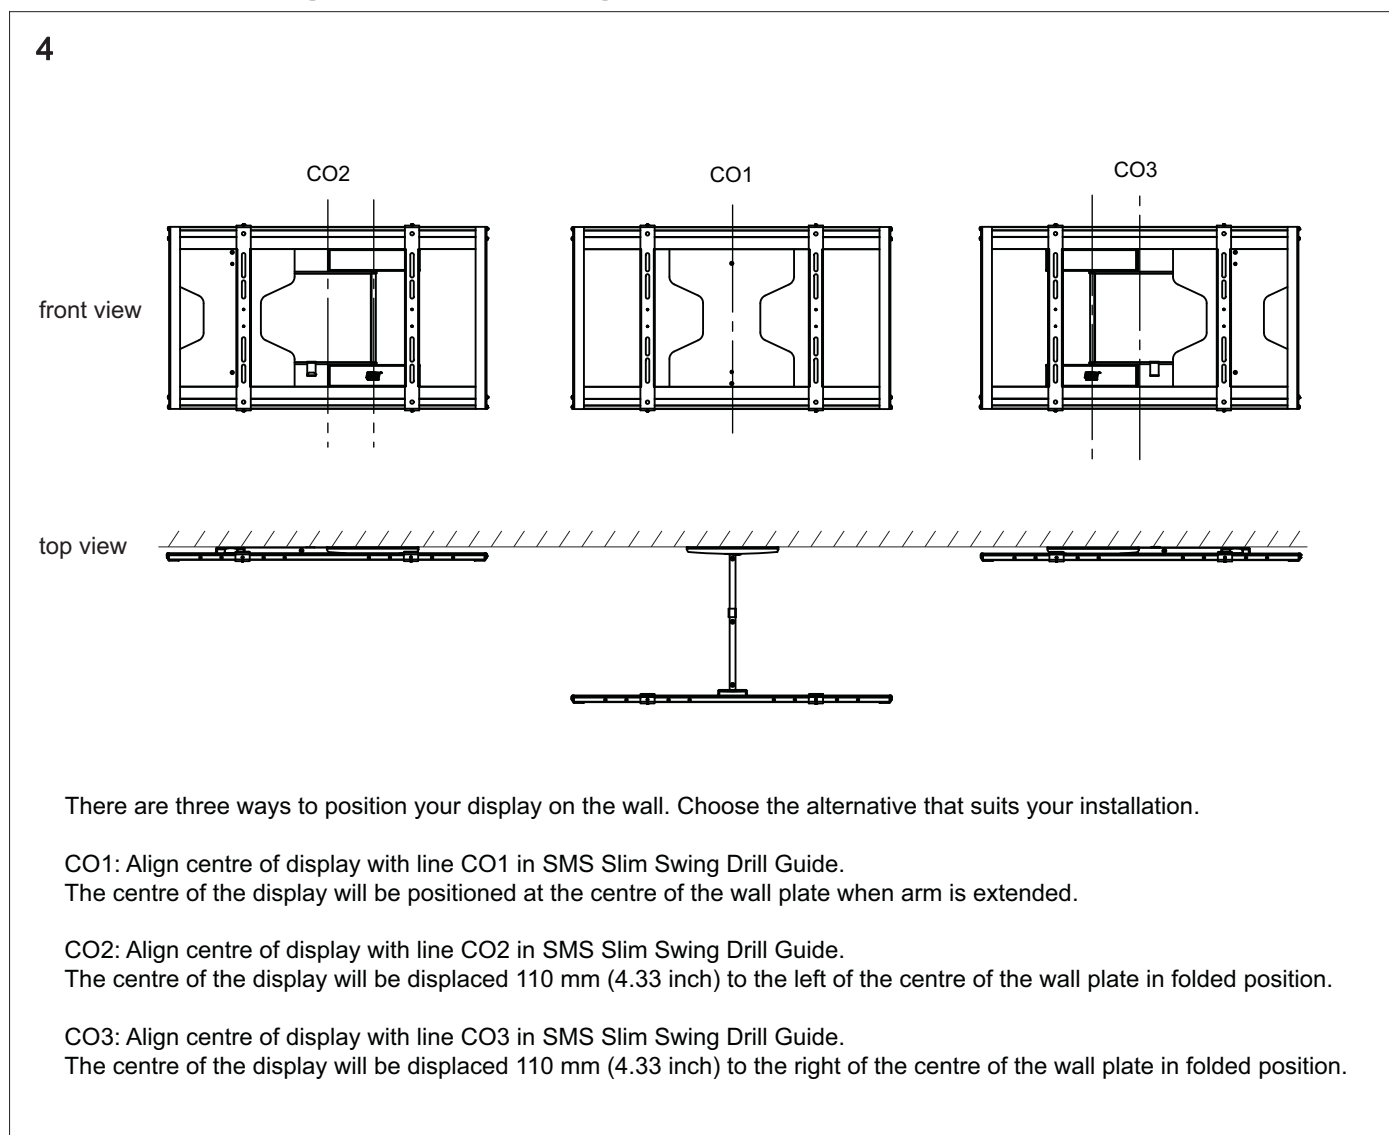 4
CO2
CO1
CO3
front view
top view
There are three ways to position your display on the wall. Choose the alternative that suits your installation.
CO1: Align centre of display with line CO1 in SMS Slim Swing Drill Guide.
The centre of the display will be positioned at the centre of the wall plate when arm is extended.
CO2: Align centre of display with line CO2 in SMS Slim Swing Drill Guide.
The centre of the display will be displaced 110 mm (4.33 inch) to the left of the centre of the wall plate in folded position.
CO3: Align centre of display with line CO3 in SMS Slim Swing Drill Guide.
The centre of the display will be displaced 110 mm (4.33 inch) to the right of the centre of the wall plate in folded position.